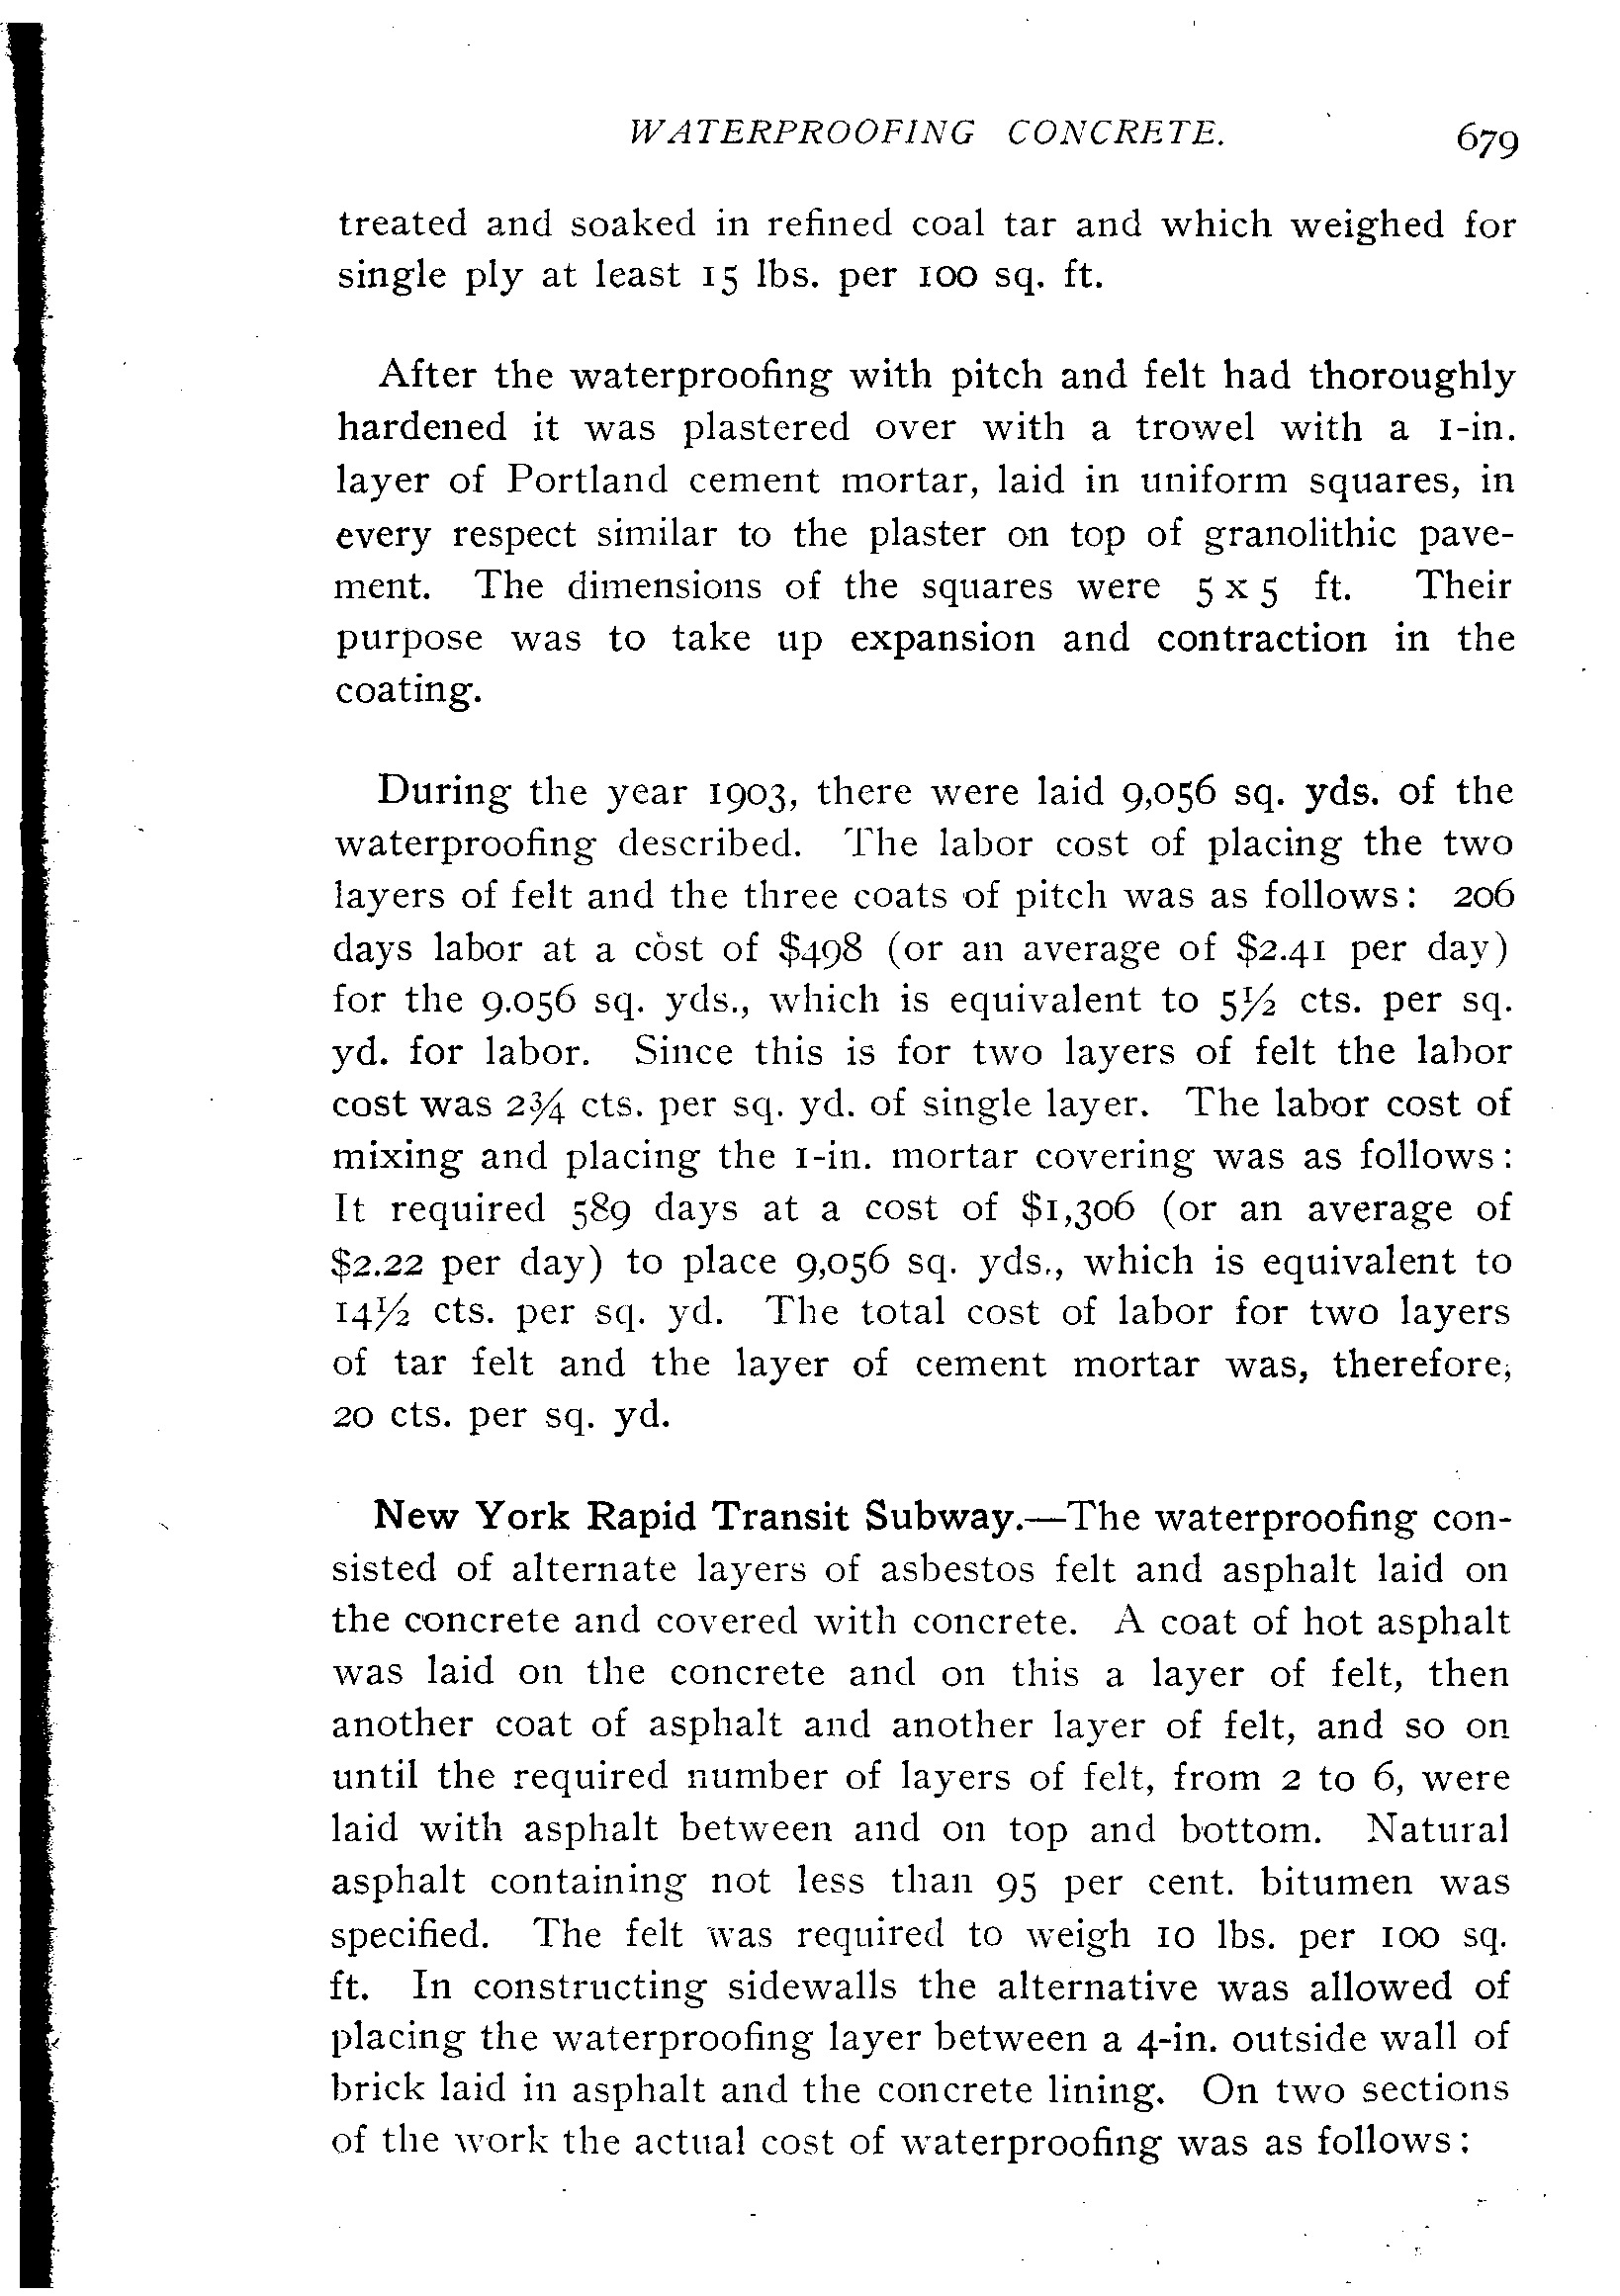 WATERPROOFING CONCRETE. 679
treated and soaked in refined coal tar and which weighed for
single ply at least 15 lbs. per 100 sq. ft.
After the waterproofing with pitch and felt had thoroughly
hardened it was plastered over with a trowel with a 1-in.
layer of Portland cement mortar, laid in uniform squares, in
every respect similar to the plaster on top of granolithic pave-
ment. The dimensions of the squares were 5 x 5 ft. Their
purpose was to take up expansion and contraction in the
coating.
During the year 1903, there were laid 9,056 sq. yds. of the
waterproofing described. The labor cost of placing the two
layers of felt and the three coats of pitch was as follows: 206
days labor at a cost of $498 (or an average of $2.41 per day)
for the 9.056 sq. yds., which is equivalent to 5½ cts. per sq.
yd. for labor. Since this is for two layers of felt the labor
cost was 2¾ cts. per sq. yd. of single layer. The labor cost of
mixing and placing the 1-in. mortar covering was as follows:
It required 589 days at a cost of $1,306 (or an average of
$2.22 per day) to place 9,056 sq. yds., which is equivalent to
14½ cts. per sq. yd. The total cost of labor for two layers
of tar felt and the layer of cement mortar was, therefore,
20 cts. per sq. yd.
New York Rapid Transit Subway.—The waterproofing con-
sisted of alternate layers of asbestos felt and asphalt laid on
the concrete and covered with concrete. A coat of hot asphalt
was laid on the concrete and on this a layer of felt, then
another coat of asphalt and another layer of felt, and so on
until the required number of layers of felt, from 2 to 6, were
laid with asphalt between and on top and bottom. Natural
asphalt containing not less than 95 per cent. bitumen was
specified. The felt was required to weigh 10 lbs. per 100 sq.
ft. In constructing sidewalls the alternative was allowed of
placing the waterproofing layer between a 4-in. outside wall of
brick laid in asphalt and the concrete lining. On two sections
of the work the actual cost of waterproofing was as follows: